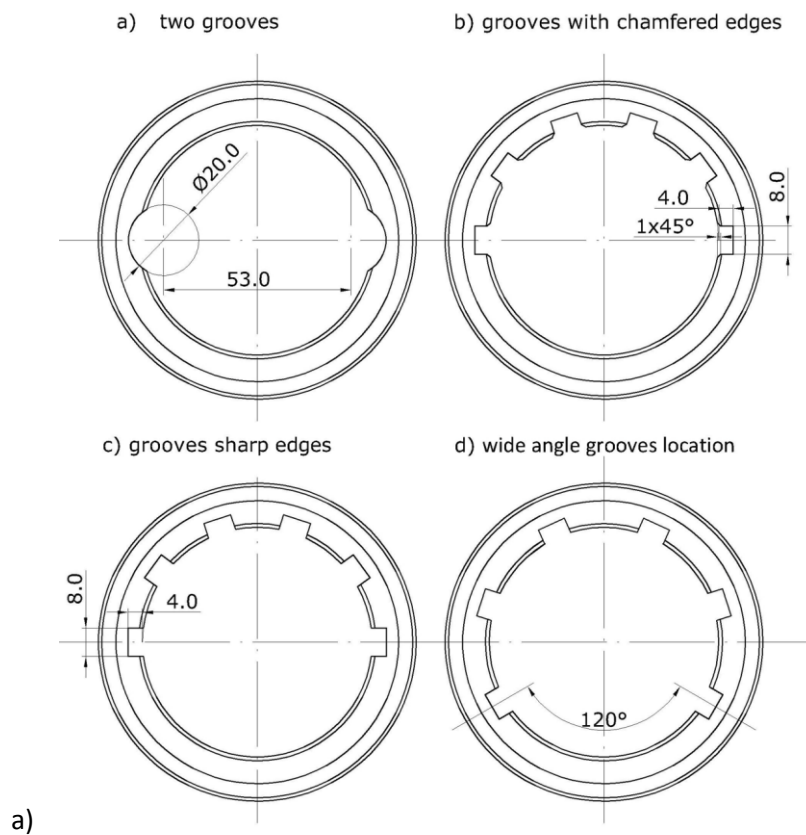 a) two grooves
b) grooves with chamfered edges
Ø20.0
53.0
4.0
8.0
1x45°
c) grooves sharp edges
d) wide angle grooves location
8.0
4.0
120°
a)